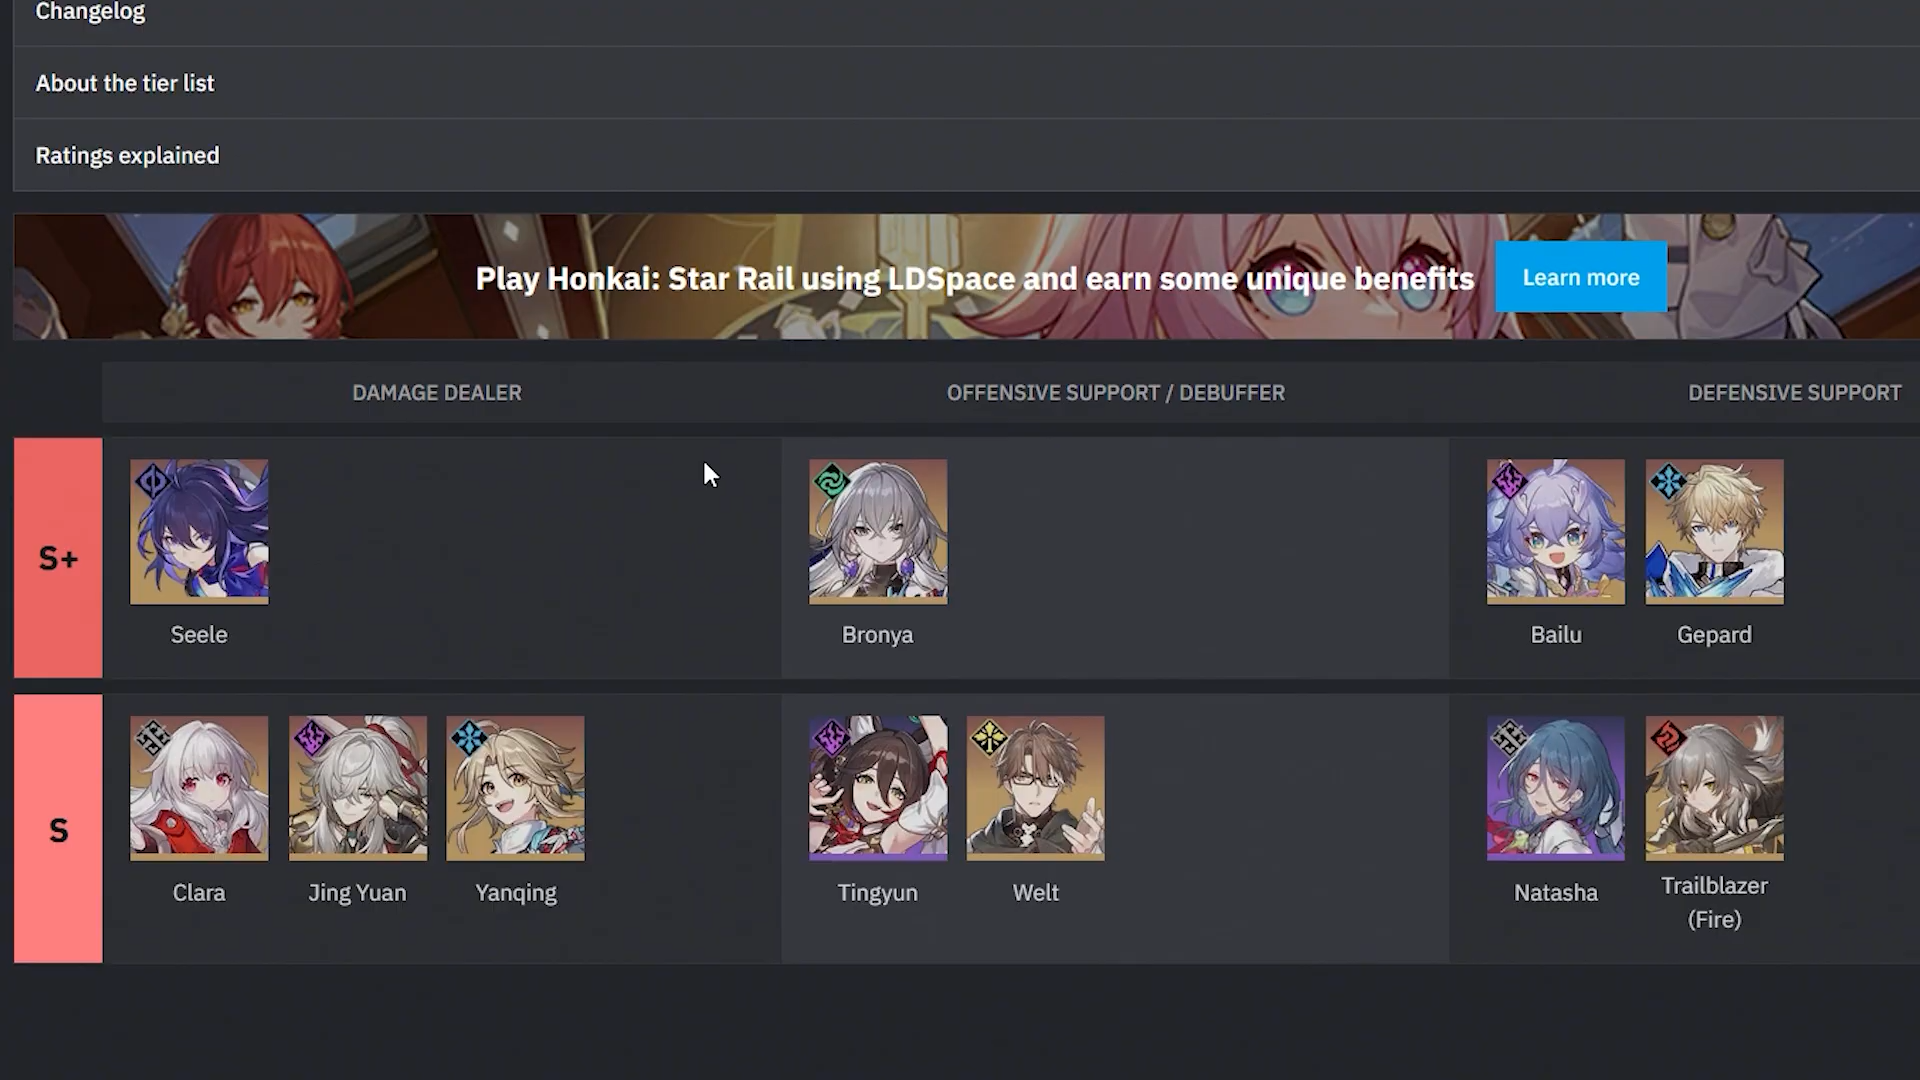 Changelog
About the tier list
Ratings explained
Play Honkai: Star Rail using LDSpace and earn some unique benefits
Learn more
DAMAGE DEALER
OFFENSIVE SUPPORT / DEBUFFER
DEFENSIVE SUPPORT
S+
Seele
Bronya
Bailu
Gepard
S
Clara
Jing Yuan
Yanqing
Tingyun
Welt
Natasha
Trailblazer
(Fire)